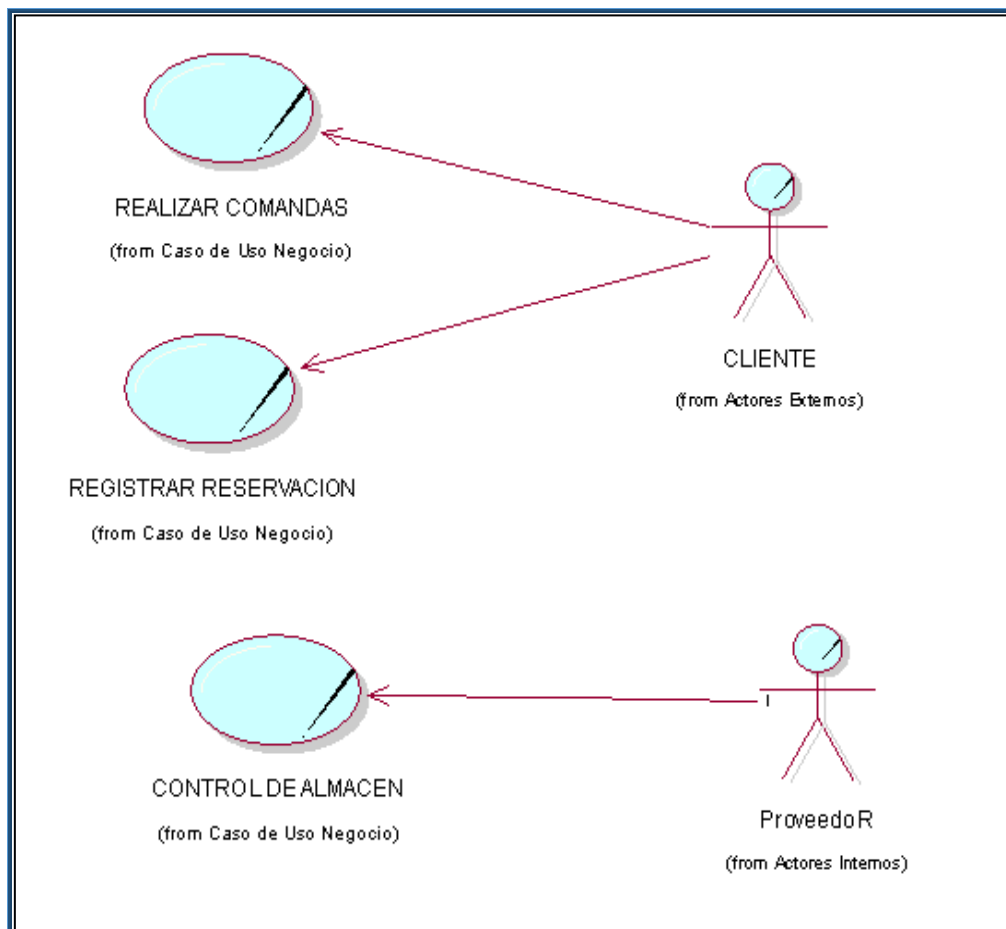 REALIZAR COMANDAS
(from Caso de Uso Negocio)
CLIENTE
(from Actores Externos)
REGISTRAR RESERVACION
(from Caso de Uso Negocio)
CONTROL DE ALMACEN
(from Caso de Uso Negocio)
ProveedoR
(from Actores Internos)